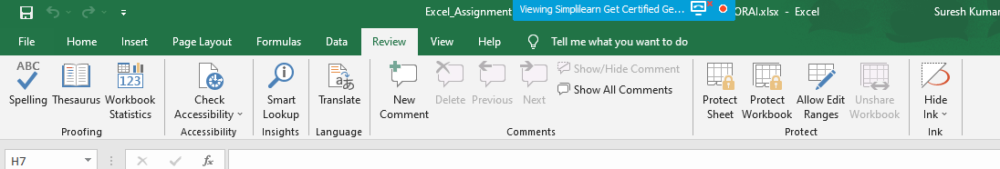 Excel_Assignment Viewing Simplilearn Get Certified Ge... ORAI.xlsx - Excel Suresh Kumar
File Home Insert Page Layout Formulas Data Review View Help Tell me what you want to do
ABC
123
Spelling Thesaurus Workbook Statistics
Check Accessibility
Smart Lookup
Translate
New Comment
Delete Previous Next
Show/Hide Comment
Show All Comments
Protect Sheet
Protect Workbook
Allow Edit Ranges
Unshare Workbook
Hide Ink
Proofing Accessibility Insights Language Comments Protect Ink
H7 fx